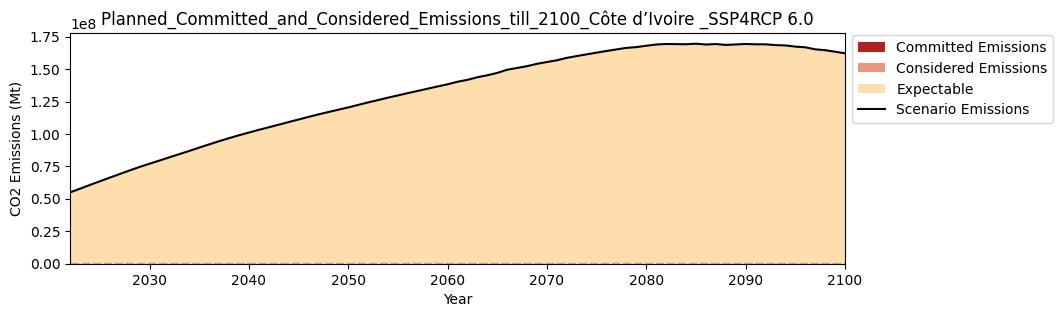 Planned_Committed_and_Considered_Emissions_till_2100_Côte d’Ivoire _SSP4RCP 6.0
1e8
1.75
1.50
1.25
1.00
0.75
0.50
0.25
0.00
CO2 Emissions (Mt)
2030
2040
2050
2060
2070
2080
2090
2100
Year
Committed Emissions
Considered Emissions
Expectable
Scenario Emissions